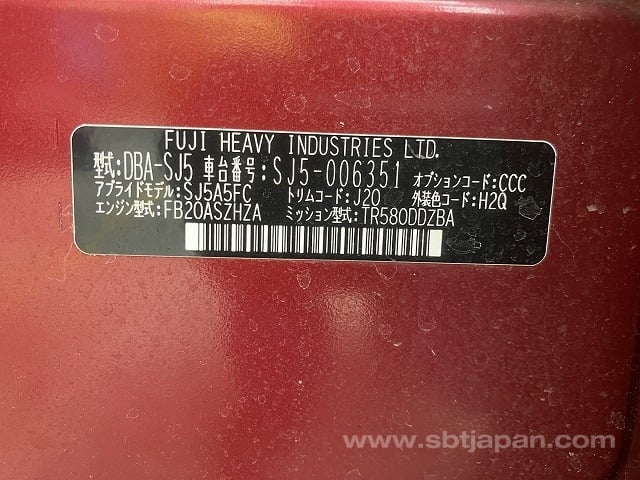 FUJI HEAVY INDUSTRIES LTD.
型式:DBA-SJ5 車台番号:SJ5-006351 オプションコード:CCC
アプライドモデル:SJ5A5FC トリムコード:J20 外装色コード:H2Q
エンジン型式:FB20ASZHZA ミッション型式:TR580DDZBA
www.sbtjapan.com